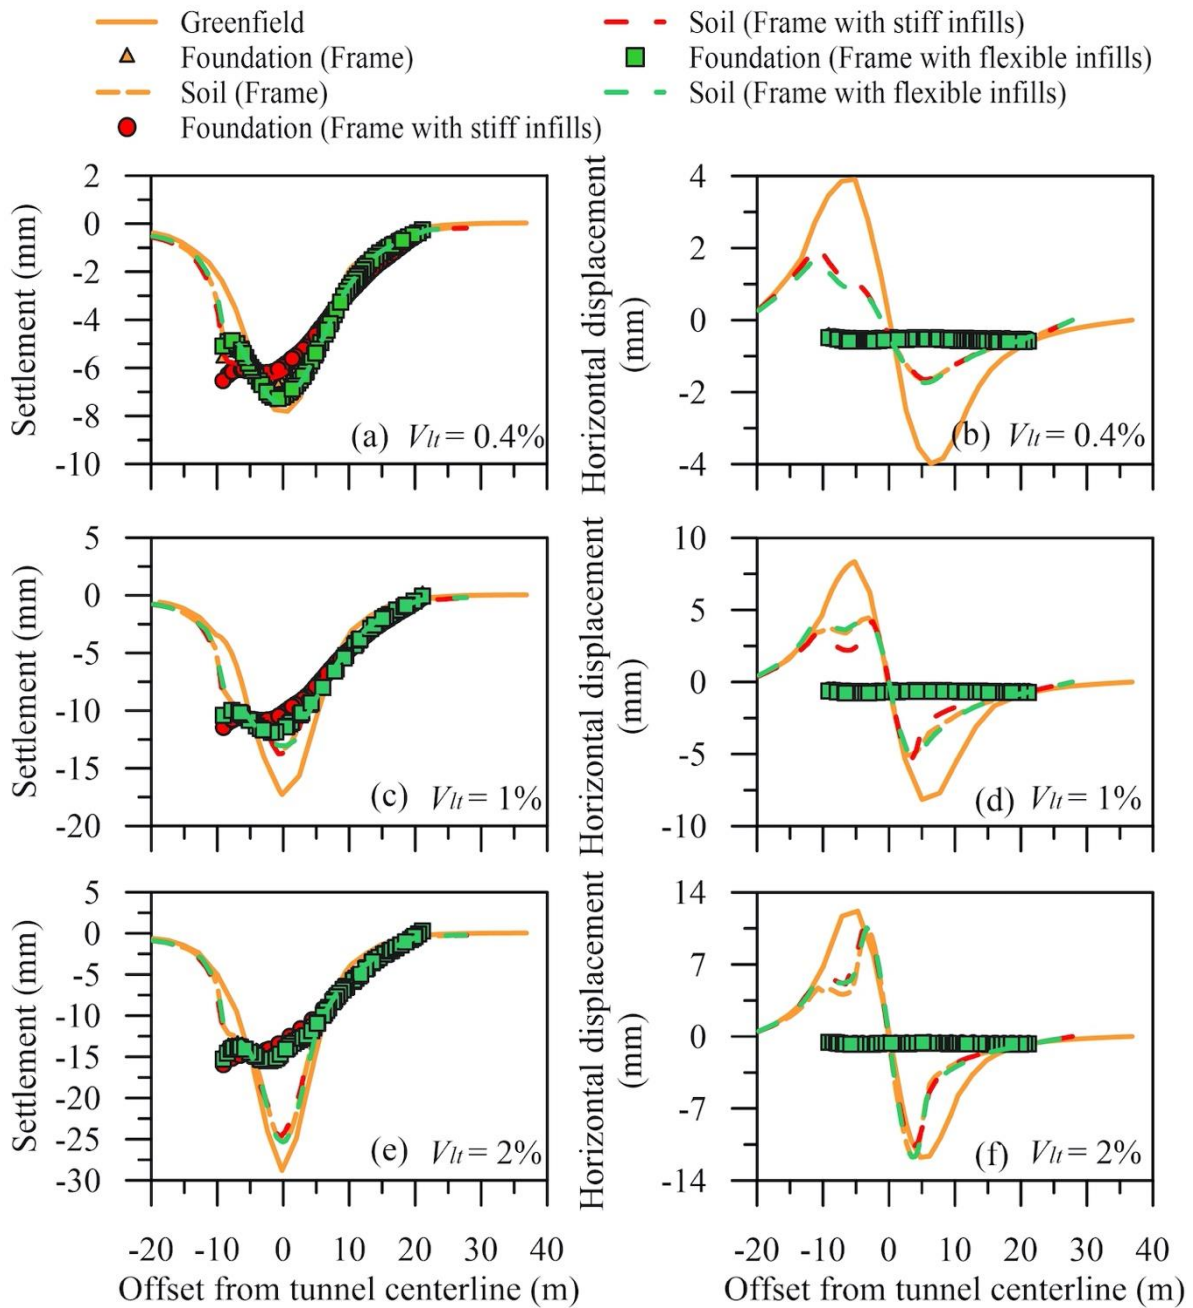 Greenfield
Foundation (Frame)
Soil (Frame)
Foundation (Frame with stiff infills)
Soil (Frame with stiff infills)
Foundation (Frame with flexible infills)
Soil (Frame with flexible infills)
Settlement (mm)
2
0
-2
-4
-6
-8
-10
(a) Vlt = 0.4%
Horizontal displacement
(mm)
4
2
0
-2
-4
(b) Vlt = 0.4%
Settlement (mm)
5
0
-5
-10
-15
-20
(c) Vlt = 1%
Horizontal displacement
(mm)
10
5
0
-5
-10
(d) Vlt = 1%
Settlement (mm)
5
0
-5
-10
-15
-20
-25
-30
(e) Vlt = 2%
-20 -10 0 10 20 30 40
Offset from tunnel centerline (m)
Horizontal displacement
(mm)
14
7
0
-7
-14
(f) Vlt = 2%
-20 -10 0 10 20 30 40
Offset from tunnel centerline (m)